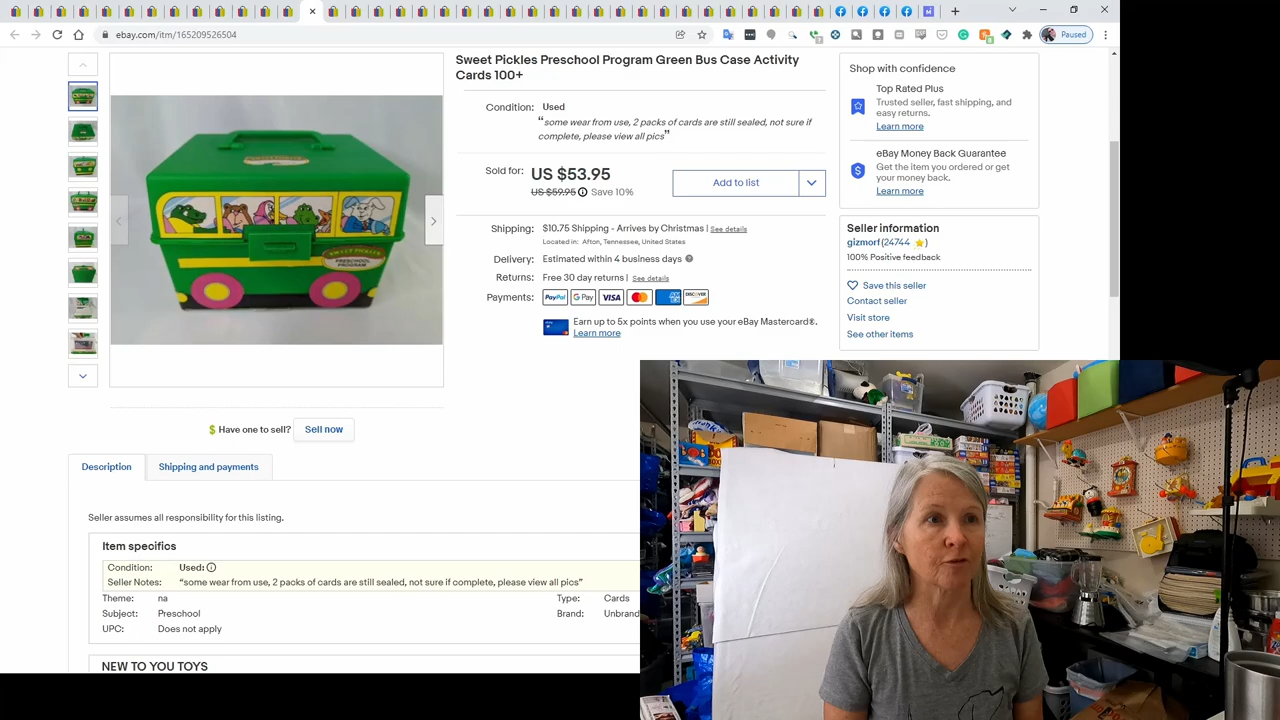 Paused
ebay.com/itm/165209526504
Sweet Pickles Preschool Program Green Bus Case Activity
Cards 100+
Condition: Used
“some wear from use, 2 packs of cards are still sealed, not sure if
complete, please view all pics”
Sold for: US $53.95
US $59.95 Save 10%
Add to list
Shipping: $10.75 Shipping - Arrives by Christmas | See details
Located in: Afton, Tennessee, United States
Delivery: Estimated within 4 business days
Returns: Free 30 day returns | See details
Payments: PayPal G Pay VISA DISCOVER
Earn up to 5x points when you use your eBay Mastercard®.
Learn more
Shop with confidence
Top Rated Plus
Trusted seller, fast shipping, and
easy returns.
Learn more
eBay Money Back Guarantee
Get the item you ordered or get
your money back.
Learn more
Seller information
gizmorf (24744 )
100% Positive feedback
Save this seller
Contact seller
Visit store
See other items
SWEET PICKLES
PRESCHOOL
PROGRAM
$ Have one to sell? Sell now
Description Shipping and payments
Seller assumes all responsibility for this listing.
Item specifics
Condition: Used:
Seller Notes: “some wear from use, 2 packs of cards are still sealed, not sure if complete, please view all pics”
Theme: na Type: Cards
Subject: Preschool Brand: Unbrand
UPC: Does not apply
NEW TO YOU TOYS